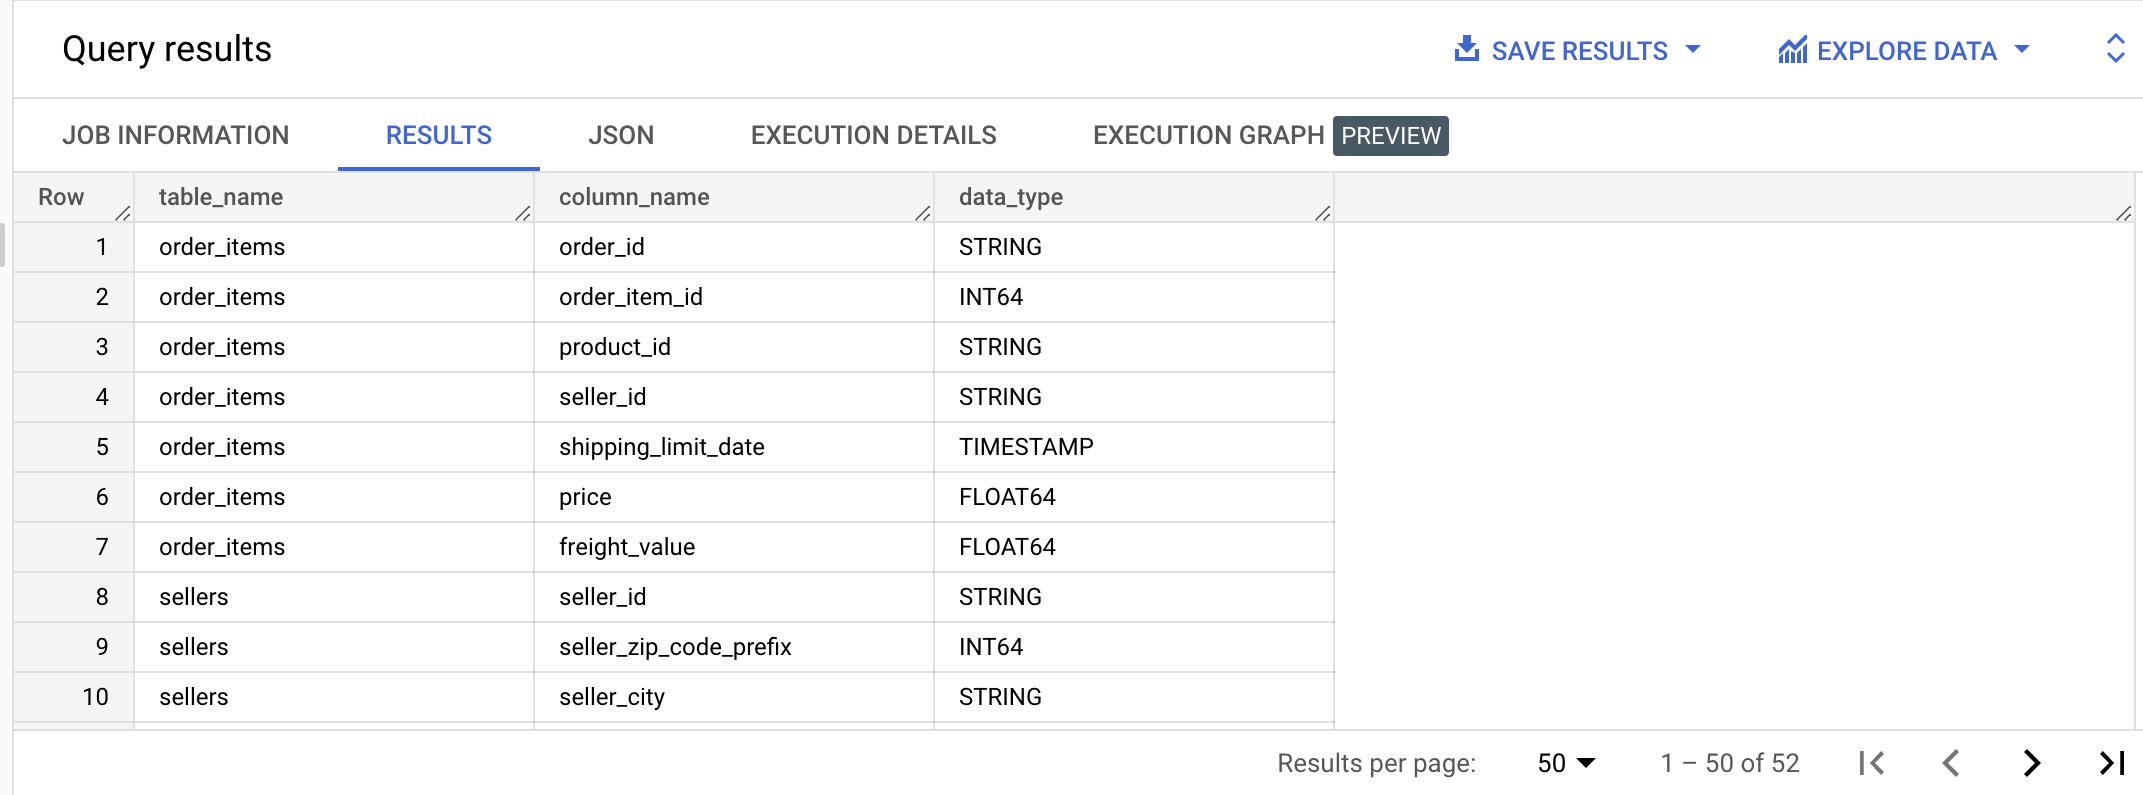 Query results SAVE RESULTS EXPLORE DATA
JOB INFORMATION RESULTS JSON EXECUTION DETAILS EXECUTION GRAPH PREVIEW
Row table_name column_name data_type
1 order_items order_id STRING
2 order_items order_item_id INT64
3 order_items product_id STRING
4 order_items seller_id STRING
5 order_items shipping_limit_date TIMESTAMP
6 order_items price FLOAT64
7 order_items freight_value FLOAT64
8 sellers seller_id STRING
9 sellers seller_zip_code_prefix INT64
10 sellers seller_city STRING
Results per page: 50 1 – 50 of 52